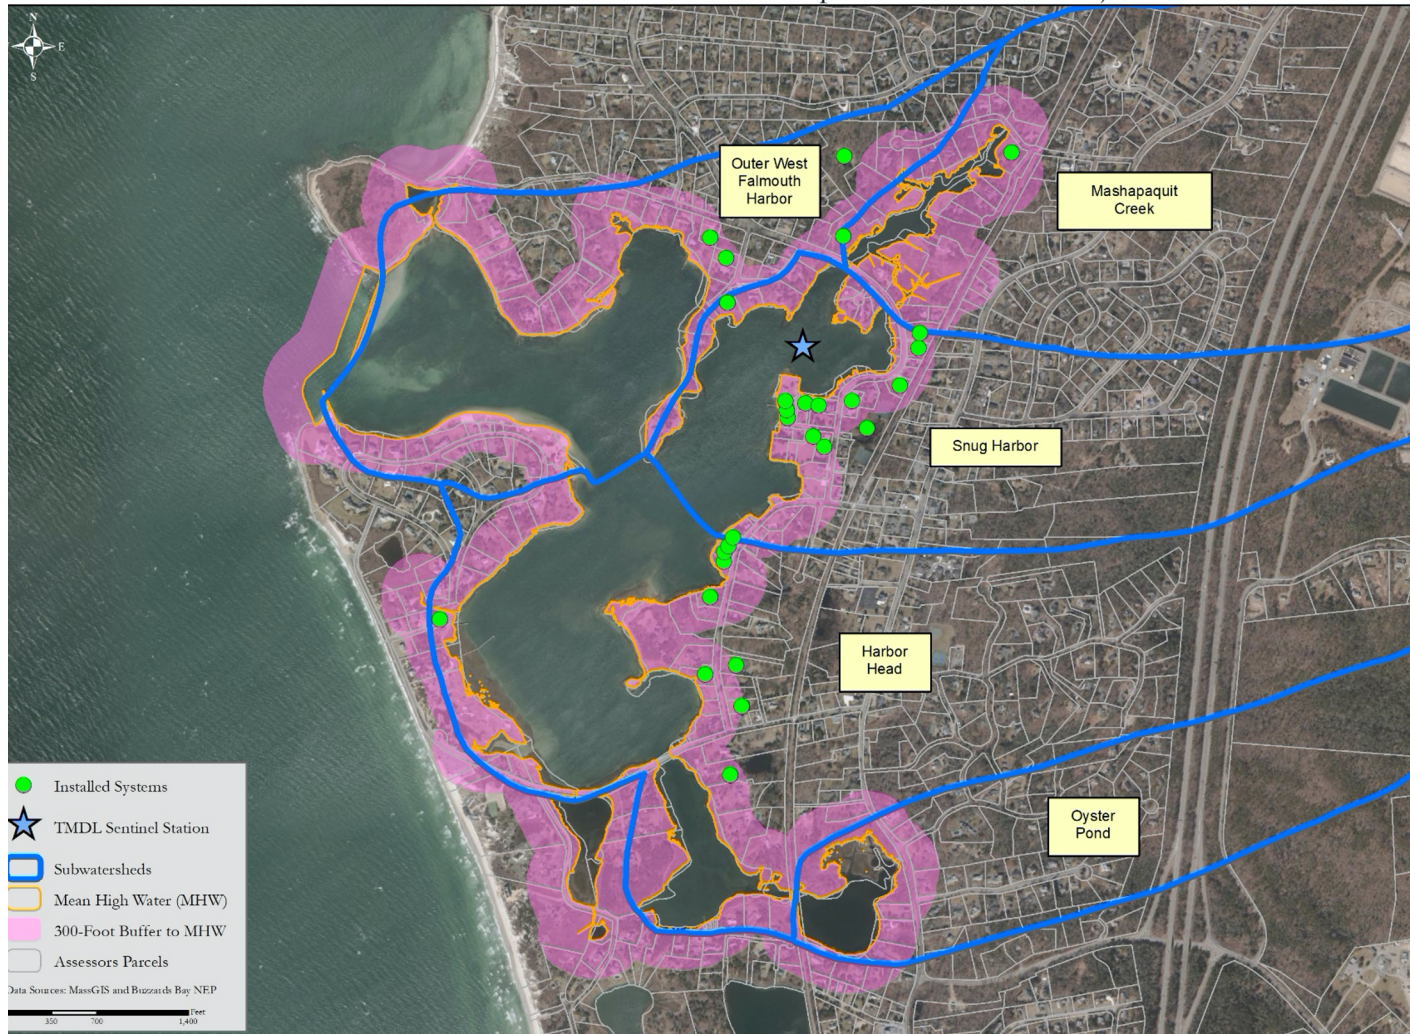 N
E
S
Outer West
Falmouth
Harbor
Mashapaquit
Creek
Snug Harbor
Harbor
Head
Oyster
Pond
Installed Systems
TMDL Sentinel Station
Subwatersheds
Mean High Water (MHW)
300-Foot Buffer to MHW
Assessors Parcels
Data Sources: MassGIS and Buzzards Bay NEP
Feet
350 700 1,400